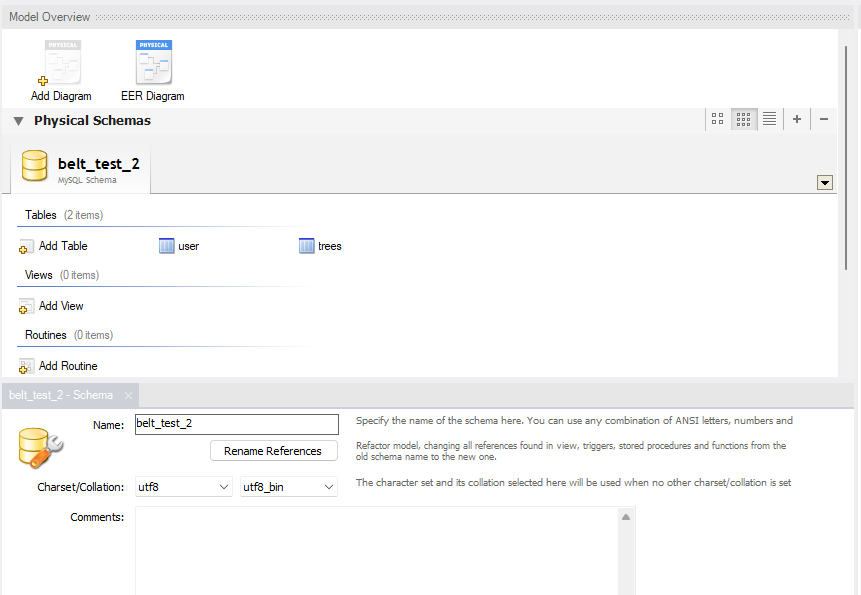 Model Overview
PHYSICAL
PHYSICAL
Add Diagram
EER Diagram
Physical Schemas
belt_test_2
MySQL Schema
Tables (2 items)
Add Table
user
trees
Views (0 items)
Add View
Routines (0 items)
Add Routine
belt_test_2 - Schema
Name:
belt_test_2
Specify the name of the schema here. You can use any combination of ANSI letters, numbers and
Rename References
Refactor model, changing all references found in view, triggers, stored procedures and functions from the
old schema name to the new one.
Charset/Collation:
utf8
utf8_bin
The character set and its collation selected here will be used when no other charset/collation is set
Comments: